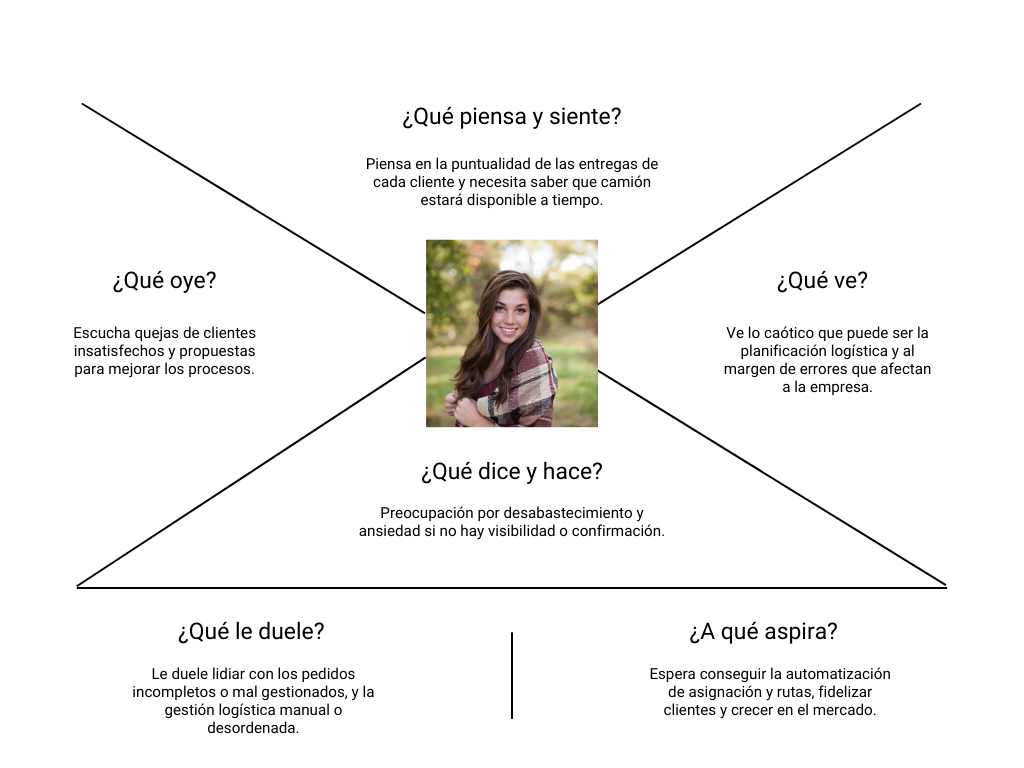 ¿Qué piensa y siente?
Piensa en la puntualidad de las entregas de
cada cliente y necesita saber que camión
estará disponible a tiempo.
¿Qué oye?
Escucha quejas de clientes
insatisfechos y propuestas
para mejorar los procesos.
¿Qué ve?
Ve lo caótico que puede ser la
planificación logística y al
margen de errores que afectan
a la empresa.
¿Qué dice y hace?
Preocupación por desabastecimiento y
ansiedad si no hay visibilidad o confirmación.
¿Qué le duele?
Le duele lidiar con los pedidos
incompletos o mal gestionados, y la
gestión logística manual o
desordenada.
¿A qué aspira?
Espera conseguir la automatización
de asignación y rutas, fidelizar
clientes y crecer en el mercado.